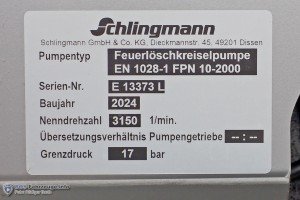 Schlingmann
Schlingmann GmbH & Co. KG. Dieckmannstr. 45, 49201 Dissen
Pumpentyp Feuerlöschkreiselpumpe
EN 1028-1 FPN 10-2000
Serien-Nr. E 13373 L
Baujahr 2024
Nenndrehzahl 3150 1/min.
Übersetzungsverhältnis Pumpengetriebe --:--
Grenzdruck 17 bar